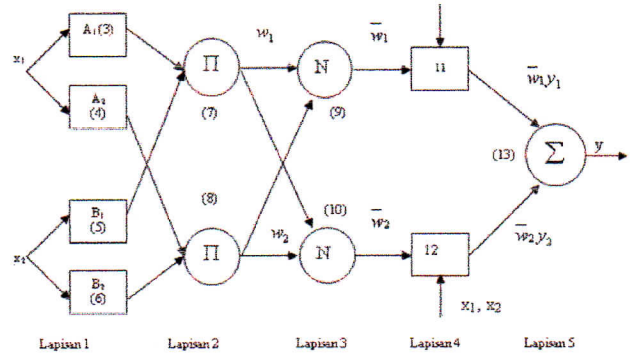 A₁(3)
w₁
w̅₁
x₁
Π
N
11
w̅₁y₁
A₂
(4)
(7)
(9)
(13)
Σ
y
(8)
(10)
B₁
(5)
w₂
w̅₂
x₂
Π
N
12
w̅₂y₂
B₂
(6)
x₁, x₂
Lapisan 1
Lapisan 2
Lapisan 3
Lapisan 4
Lapisan 5